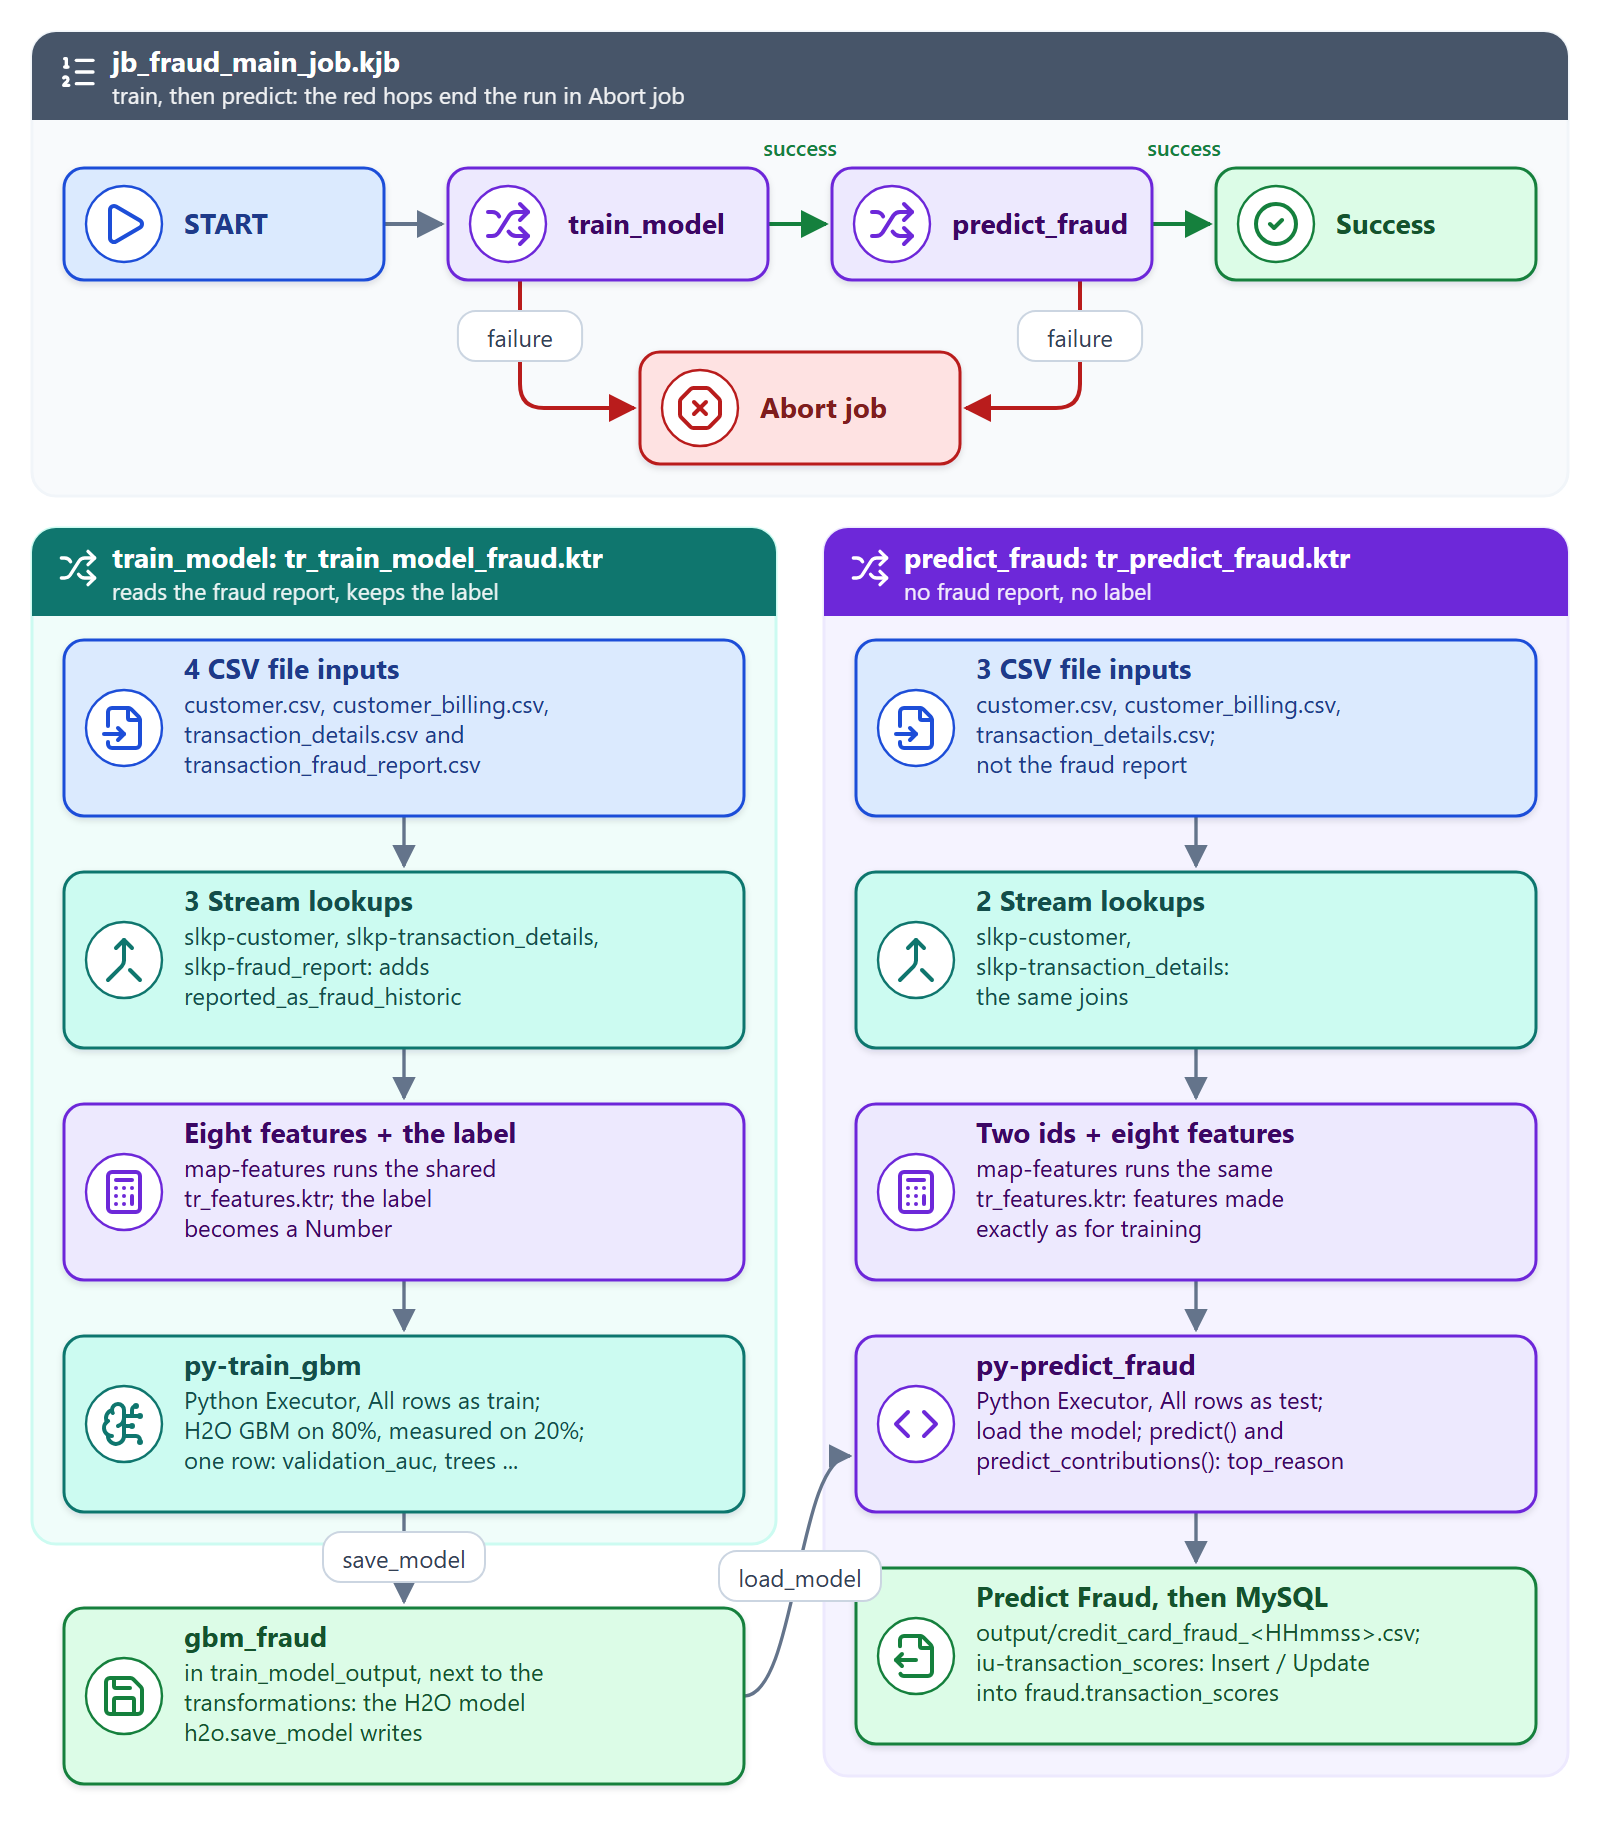 jb_fraud_main_job.kjb
train, then predict: the red hops end the run in Abort job
success
success
START
train_model
predict_fraud
Success
failure
failure
Abort job
train_model: tr_train_model_fraud.ktr
reads the fraud report, keeps the label
4 CSV file inputs
customer.csv, customer_billing.csv,
transaction_details.csv and
transaction_fraud_report.csv
3 Stream lookups
slkp-customer, slkp-transaction_details,
slkp-fraud_report: adds
reported_as_fraud_historic
Eight features + the label
map-features runs the shared
tr_features.ktr; the label
becomes a Number
py-train_gbm
Python Executor, All rows as train;
H2O GBM on 80%, measured on 20%;
one row: validation_auc, trees ...
save_model
gbm_fraud
in train_model_output, next to the
transformations: the H2O model
h2o.save_model writes
load_model
predict_fraud: tr_predict_fraud.ktr
no fraud report, no label
3 CSV file inputs
customer.csv, customer_billing.csv,
transaction_details.csv;
not the fraud report
2 Stream lookups
slkp-customer,
slkp-transaction_details:
the same joins
Two ids + eight features
map-features runs the same
tr_features.ktr: features made
exactly as for training
py-predict_fraud
Python Executor, All rows as test;
load the model; predict() and
predict_contributions(): top_reason
Predict Fraud, then MySQL
output/credit_card_fraud_<HHmmss>.csv;
iu-transaction_scores: Insert / Update
into fraud.transaction_scores